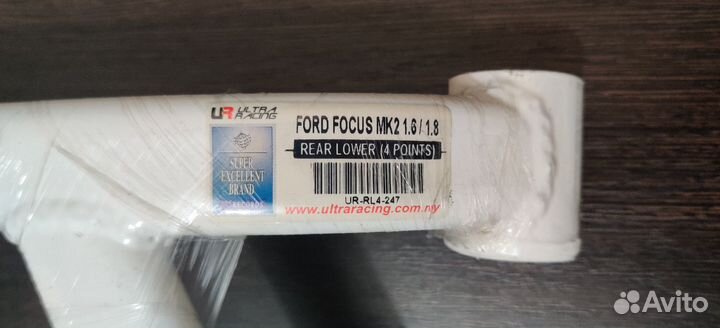 UR ULTRA RACING
FORD FOCUS MK2 1.6 / 1.8
REAR LOWER (4 POINTS)
SUPER
EXCELLENT
BRAND
RECORDS
UR-RL4-247
www.ultraracing.com.my
Avito